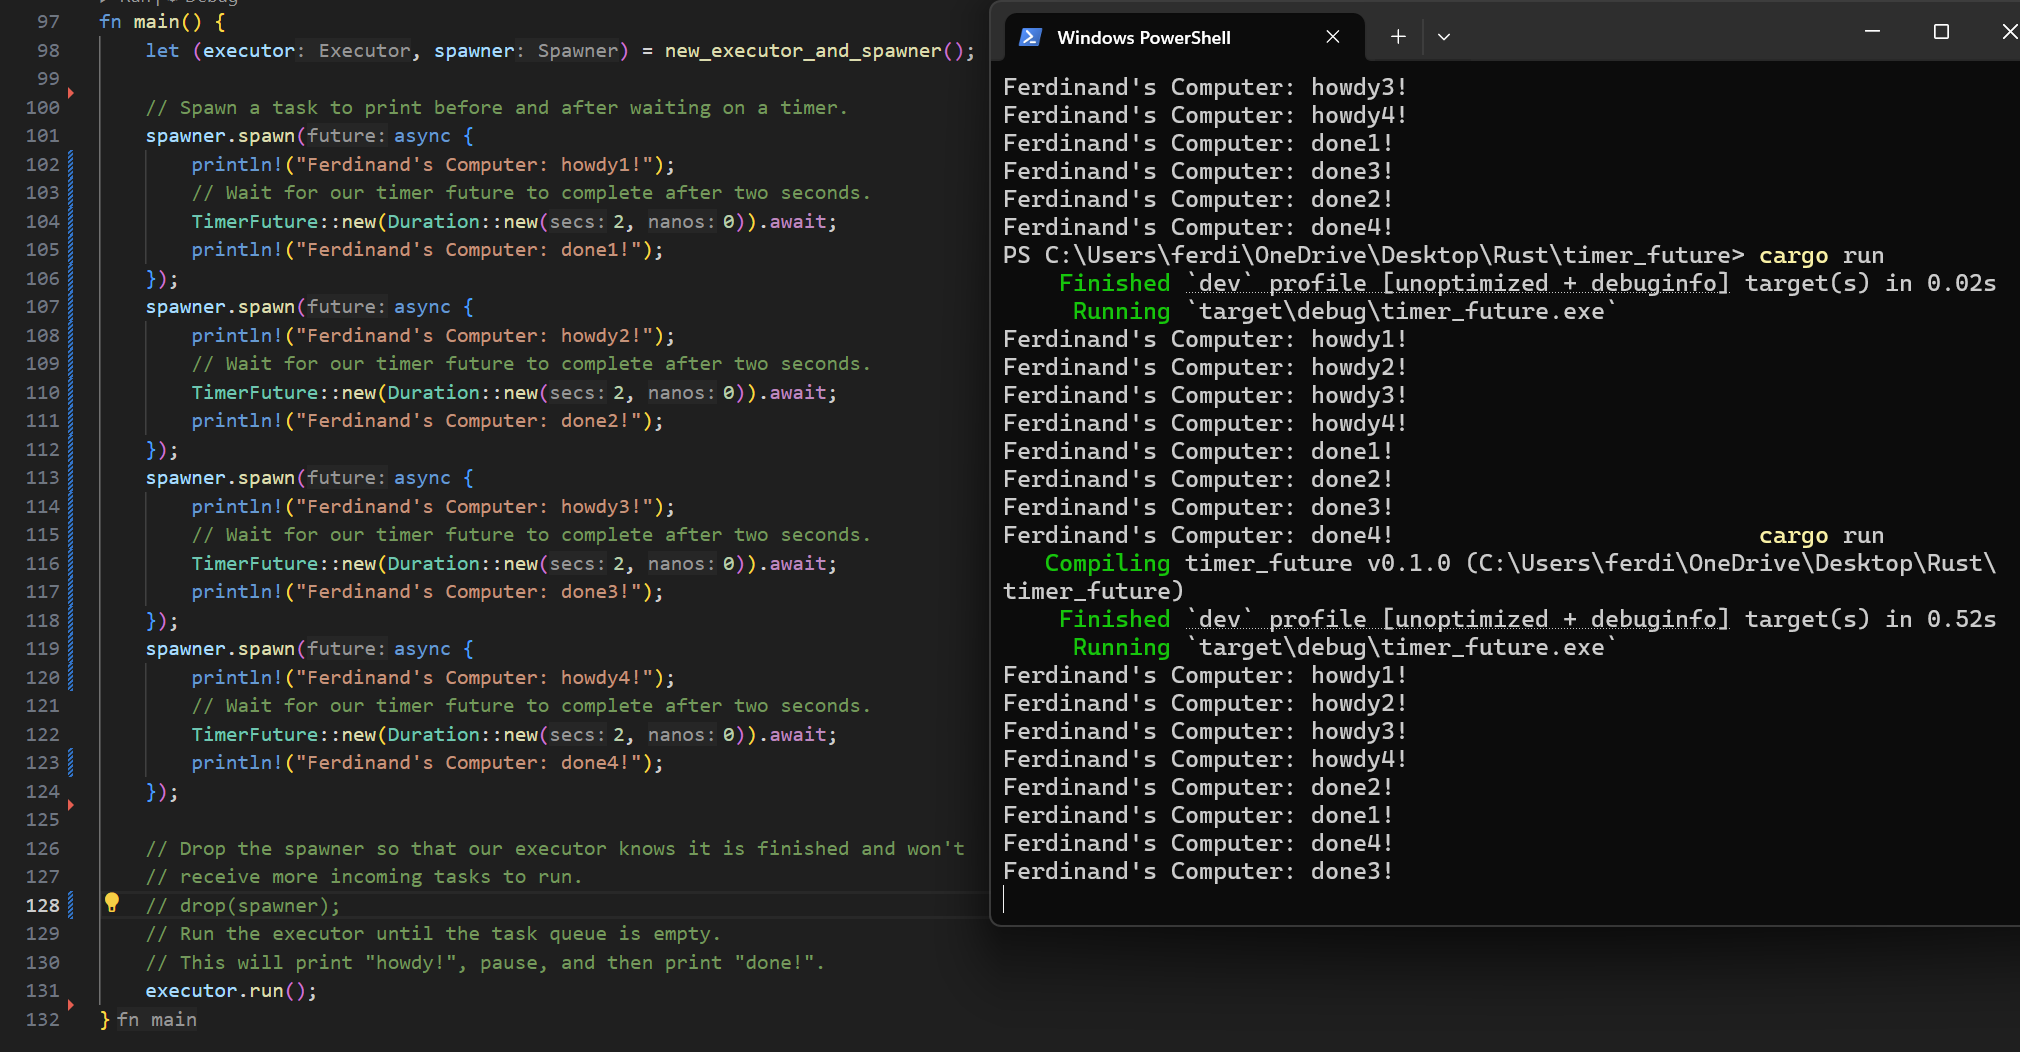 Run | Debug
97 fn main() {
98 let (executor: Executor, spawner: Spawner) = new_executor_and_spawner();
99
100 // Spawn a task to print before and after waiting on a timer.
101 spawner.spawn(future: async {
102 println!("Ferdinand's Computer: howdy1!");
103 // Wait for our timer future to complete after two seconds.
104 TimerFuture::new(Duration::new(secs: 2, nanos: 0)).await;
105 println!("Ferdinand's Computer: done1!");
106 });
107 spawner.spawn(future: async {
108 println!("Ferdinand's Computer: howdy2!");
109 // Wait for our timer future to complete after two seconds.
110 TimerFuture::new(Duration::new(secs: 2, nanos: 0)).await;
111 println!("Ferdinand's Computer: done2!");
112 });
113 spawner.spawn(future: async {
114 println!("Ferdinand's Computer: howdy3!");
115 // Wait for our timer future to complete after two seconds.
116 TimerFuture::new(Duration::new(secs: 2, nanos: 0)).await;
117 println!("Ferdinand's Computer: done3!");
118 });
119 spawner.spawn(future: async {
120 println!("Ferdinand's Computer: howdy4!");
121 // Wait for our timer future to complete after two seconds.
122 TimerFuture::new(Duration::new(secs: 2, nanos: 0)).await;
123 println!("Ferdinand's Computer: done4!");
124 });
125
126 // Drop the spawner so that our executor knows it is finished and won't
127 // receive more incoming tasks to run.
128 // drop(spawner);
129 // Run the executor until the task queue is empty.
130 // This will print "howdy!", pause, and then print "done!".
131 executor.run();
132 } fn main
Windows PowerShell
Ferdinand's Computer: howdy3!
Ferdinand's Computer: howdy4!
Ferdinand's Computer: done1!
Ferdinand's Computer: done3!
Ferdinand's Computer: done2!
Ferdinand's Computer: done4!
PS C:\Users\ferdi\OneDrive\Desktop\Rust\timer_future> cargo run
Finished `dev` profile [unoptimized + debuginfo] target(s) in 0.02s
Running `target\debug\timer_future.exe`
Ferdinand's Computer: howdy1!
Ferdinand's Computer: howdy2!
Ferdinand's Computer: howdy3!
Ferdinand's Computer: howdy4!
Ferdinand's Computer: done1!
Ferdinand's Computer: done2!
Ferdinand's Computer: done3!
Ferdinand's Computer: done4! cargo run
Compiling timer_future v0.1.0 (C:\Users\ferdi\OneDrive\Desktop\Rust\
timer_future)
Finished `dev` profile [unoptimized + debuginfo] target(s) in 0.52s
Running `target\debug\timer_future.exe`
Ferdinand's Computer: howdy1!
Ferdinand's Computer: howdy2!
Ferdinand's Computer: howdy3!
Ferdinand's Computer: howdy4!
Ferdinand's Computer: done2!
Ferdinand's Computer: done1!
Ferdinand's Computer: done4!
Ferdinand's Computer: done3!